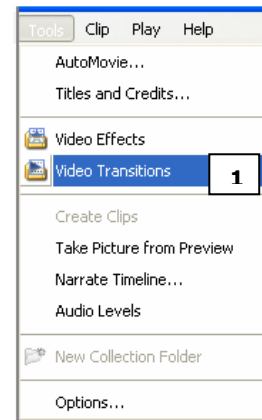 Tools Clip Play Help
AutoMovie...
Titles and Credits...
Video Effects
Video Transitions 1
Create Clips
Take Picture from Preview
Narrate Timeline...
Audio Levels
New Collection Folder
Options...